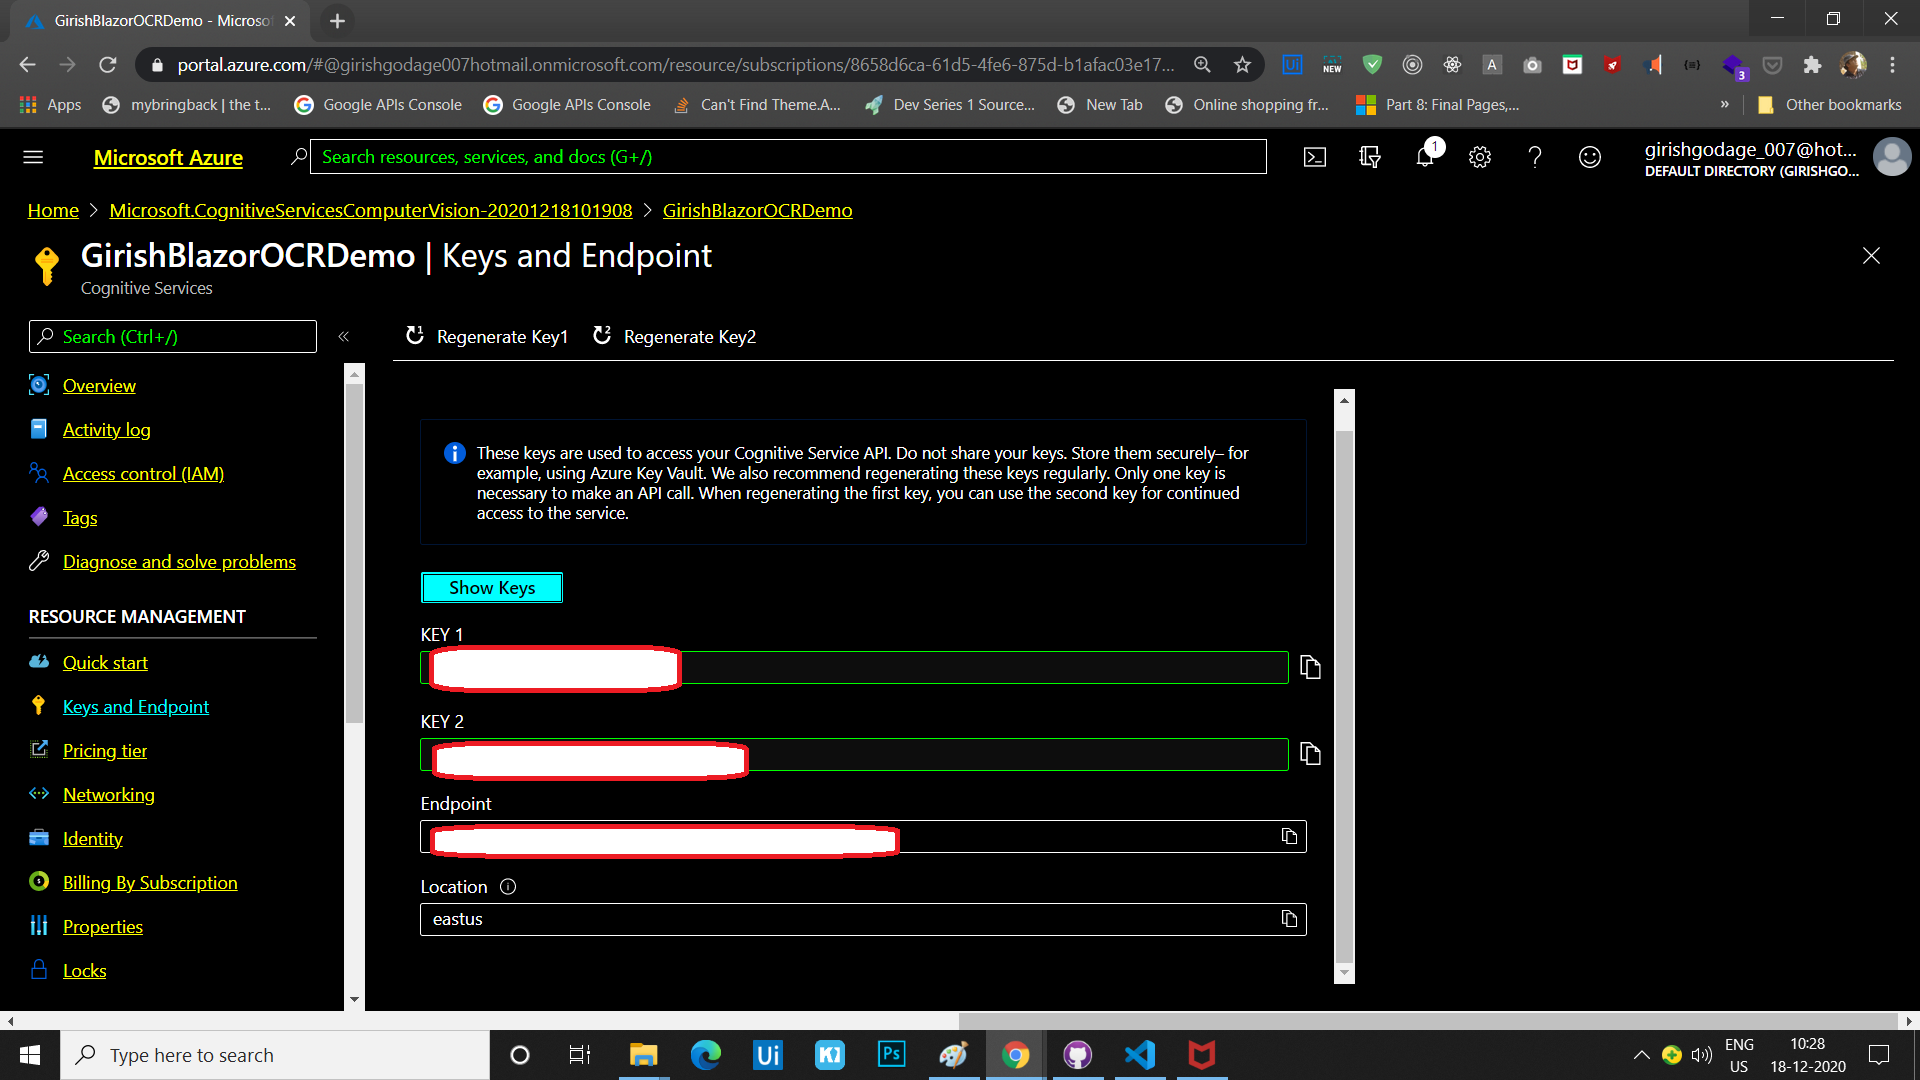 GirishBlazorOCRDemo - Microso
portal.azure.com/#@girishgodage007hotmail.onmicrosoft.com/resource/subscriptions/8658d6ca-61d5-4fe6-875d-b1afac03e17...
Ui
NEW
A
3
Apps
mybringback | the t...
Google APIs Console
Google APIs Console
Can't Find Theme.A...
Dev Series 1 Source...
New Tab
Online shopping fr...
Part 8: Final Pages,...
»
Other bookmarks
Microsoft Azure
Search resources, services, and docs (G+/)
1
girishgodage_007@hot...
DEFAULT DIRECTORY (GIRISHGO...
Home > Microsoft.CognitiveServicesComputerVision-20201218101908 > GirishBlazorOCRDemo
GirishBlazorOCRDemo | Keys and Endpoint
Cognitive Services
Search (Ctrl+/)
«
Overview
Activity log
Access control (IAM)
Tags
Diagnose and solve problems
RESOURCE MANAGEMENT
Quick start
Keys and Endpoint
Pricing tier
Networking
Identity
Billing By Subscription
Properties
Locks
Regenerate Key1
Regenerate Key2
These keys are used to access your Cognitive Service API. Do not share your keys. Store them securely– for
example, using Azure Key Vault. We also recommend regenerating these keys regularly. Only one key is
necessary to make an API call. When regenerating the first key, you can use the second key for continued
access to the service.
Show Keys
KEY 1
KEY 2
Endpoint
Location
eastus
Type here to search
Ui
K
Ps
ENG
US
10:28
18-12-2020